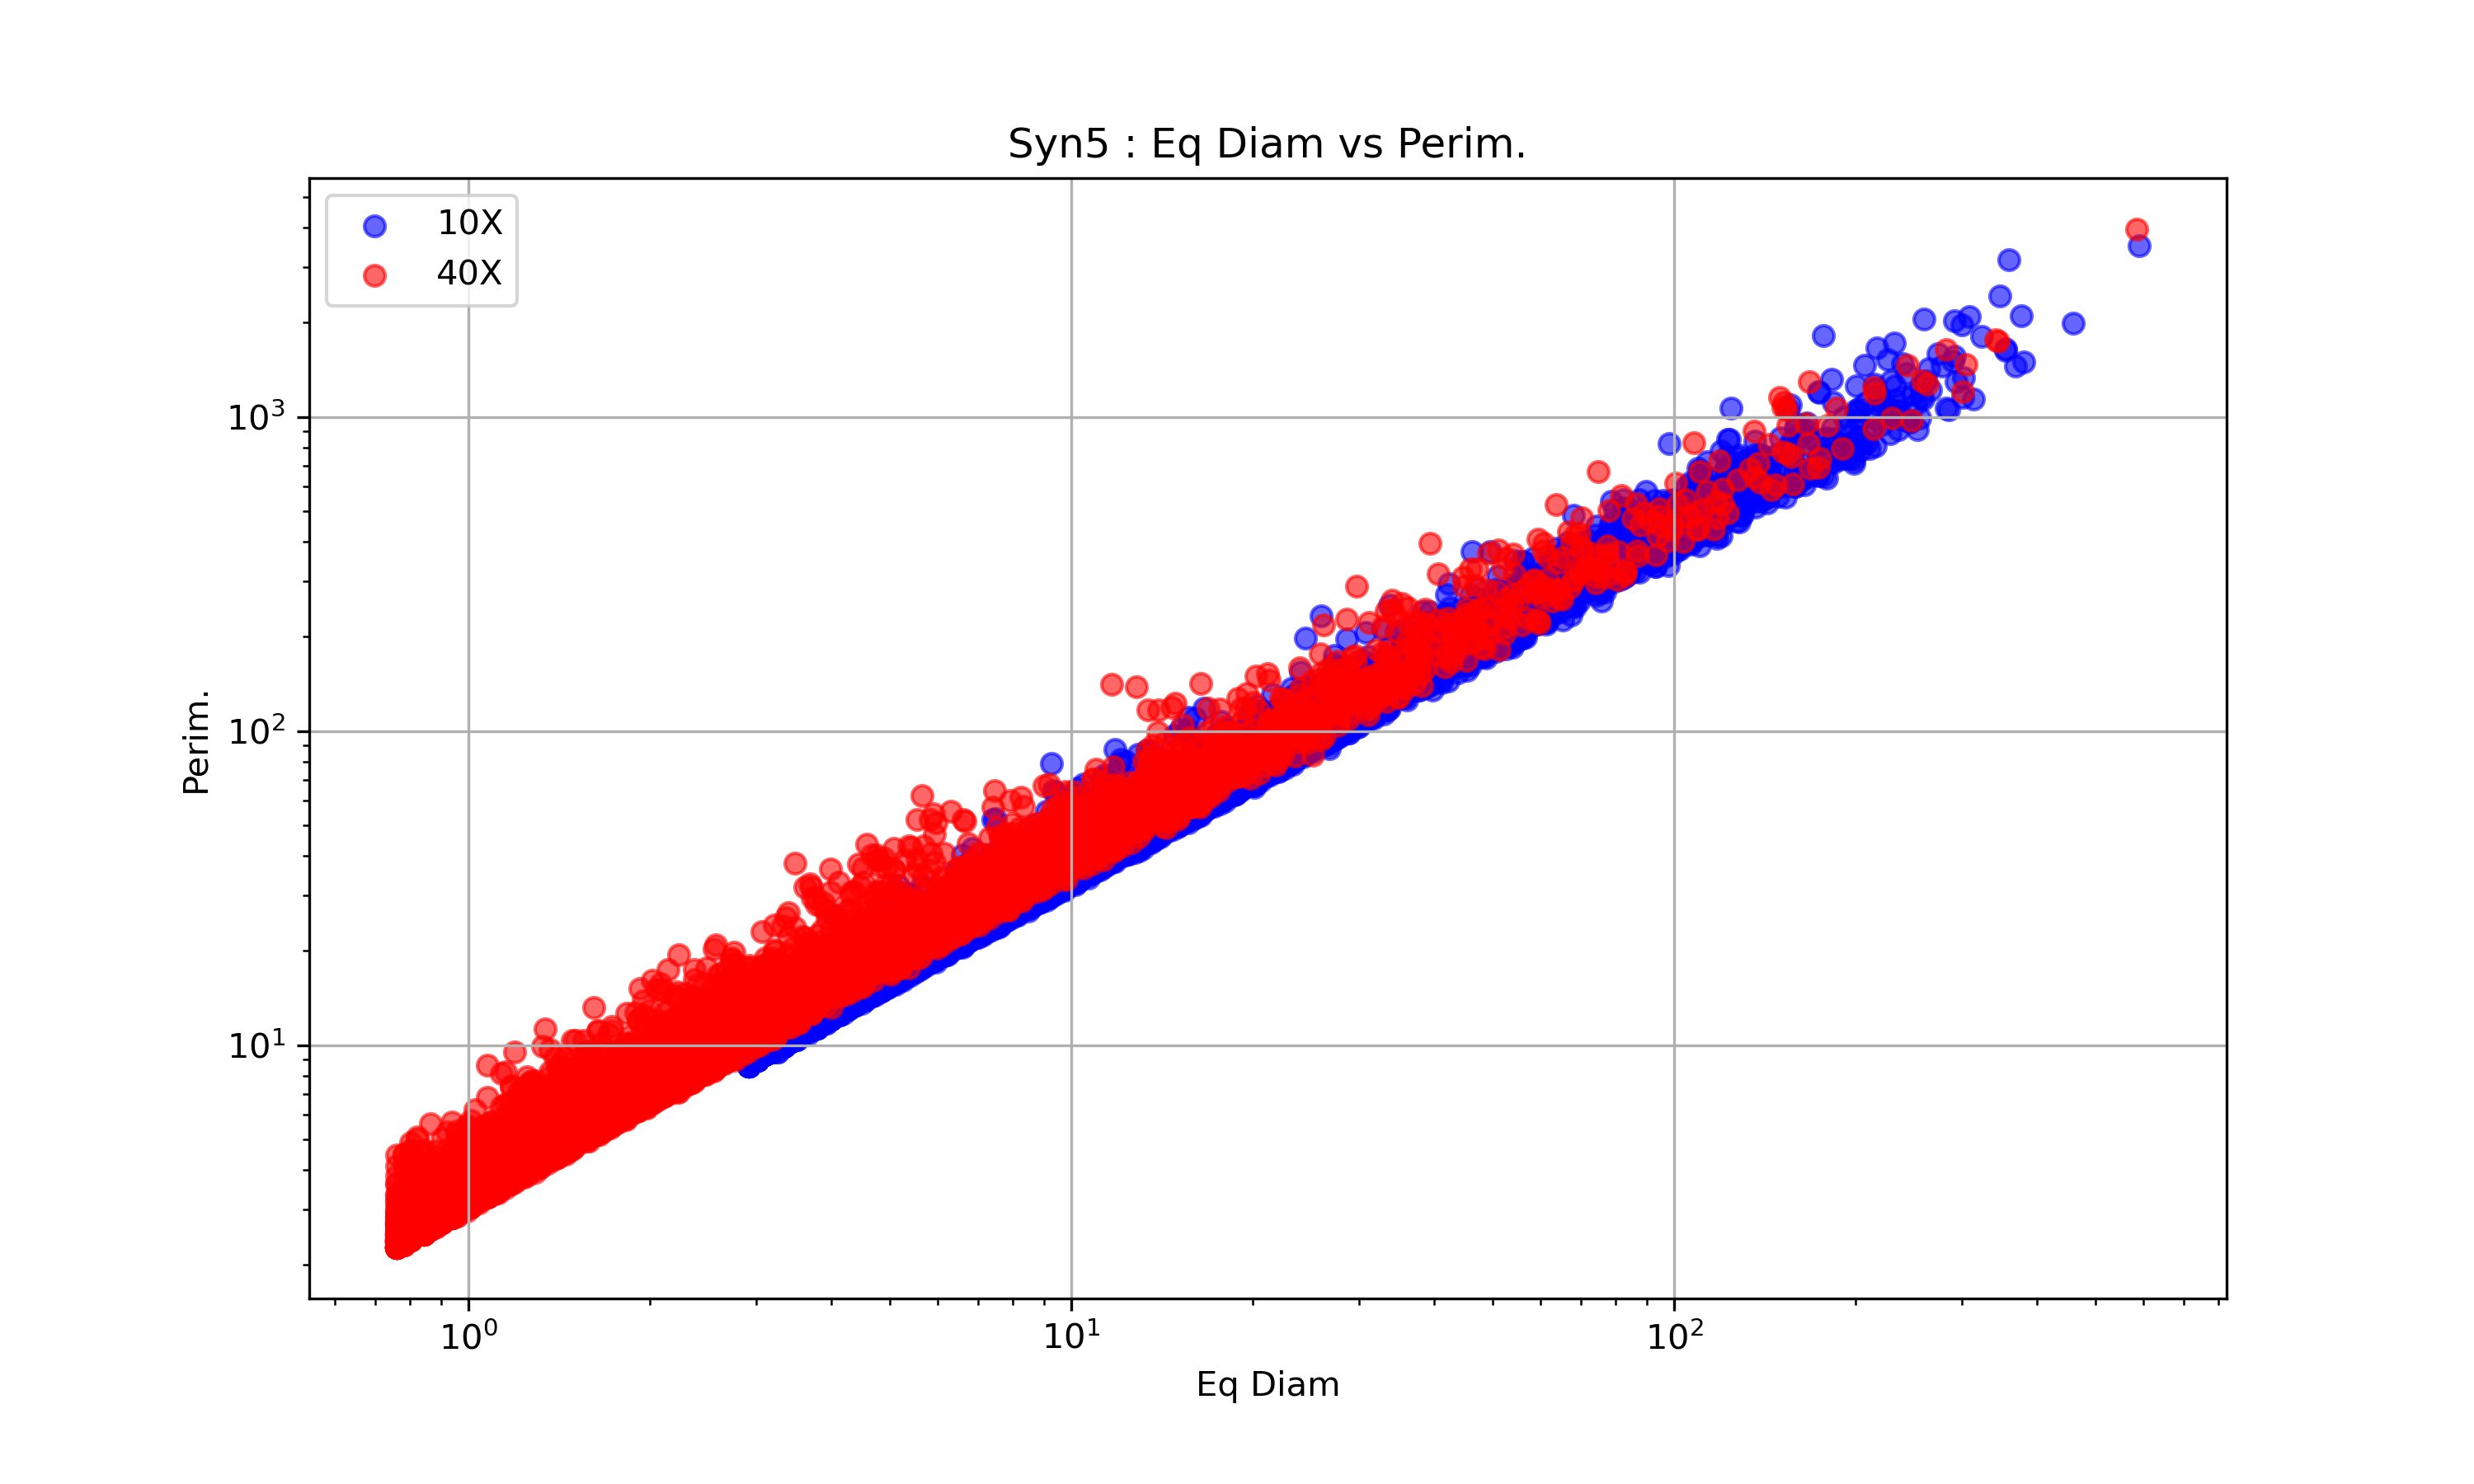 Syn5 : Eq Diam vs Perim.
10X
40X
10³
10²
10¹
Perim.
10⁰ 10¹ 10²
Eq Diam